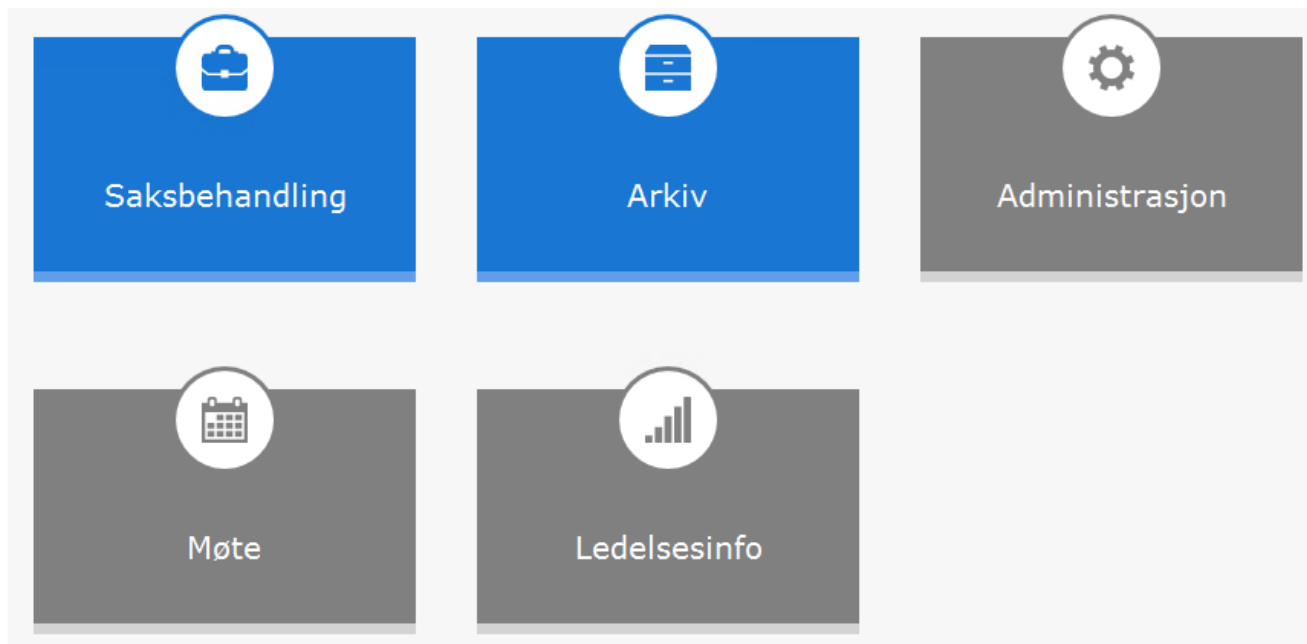 Saksbehandling
Arkiv
Administrasjon
Møte
Ledelsesinfo